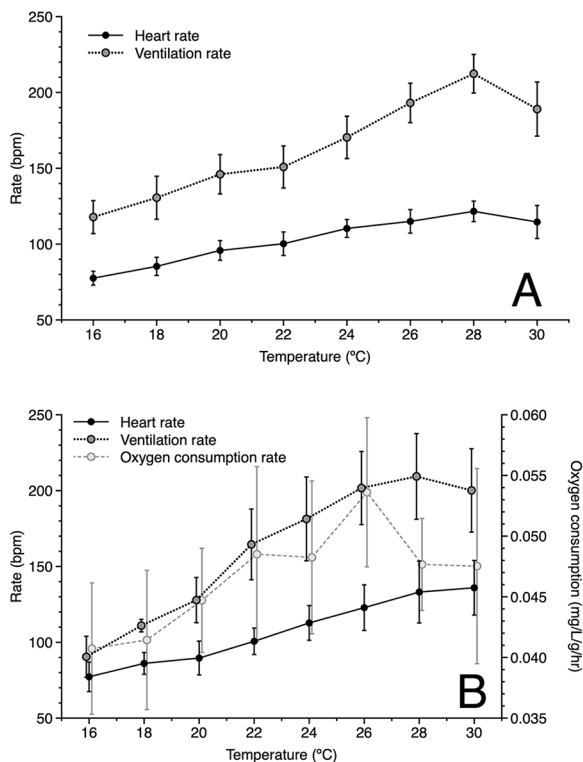 250
Heart rate
Ventilation rate
200
150
100
50
Rate (bpm)
A
16 18 20 22 24 26 28 30
Temperature (ºC)
250 0.060
Heart rate
Ventilation rate
Oxygen consumption rate
0.055
200
0.050
150
0.045
100
0.040
50 0.035
Rate (bpm)
Oxygen consumption (mg/L/g/hr)
B
16 18 20 22 24 26 28 30
Temperature (ºC)